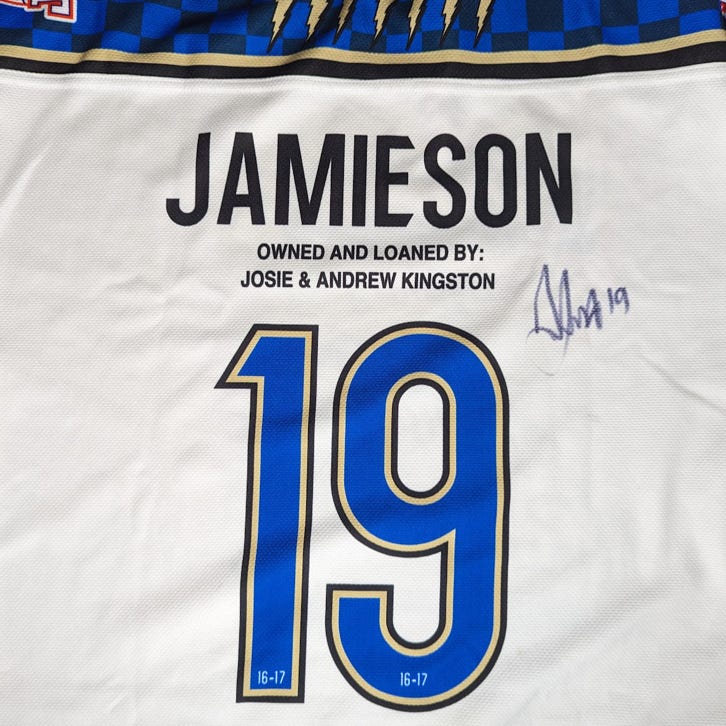 JAMIESON
OWNED AND LOANED BY:
JOSIE & ANDREW KINGSTON
19
19
16-17 16-17